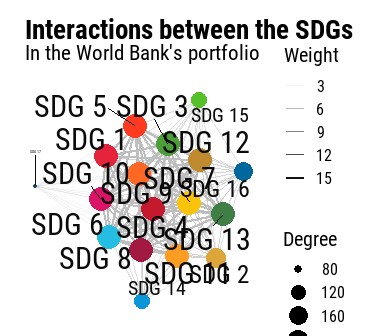 Interactions between the SDGs
In the World Bank's portfolio
Weight
3
6
9
12
15
SDG 5
SDG 3
SDG 15
SDG 1
SDG 12
SDG 10
SDG 7
SDG 9
SDG 16
SDG 6
SDG 4
SDG 13
SDG 8
SDG 11
SDG 2
SDG 14
Degree
80
120
160